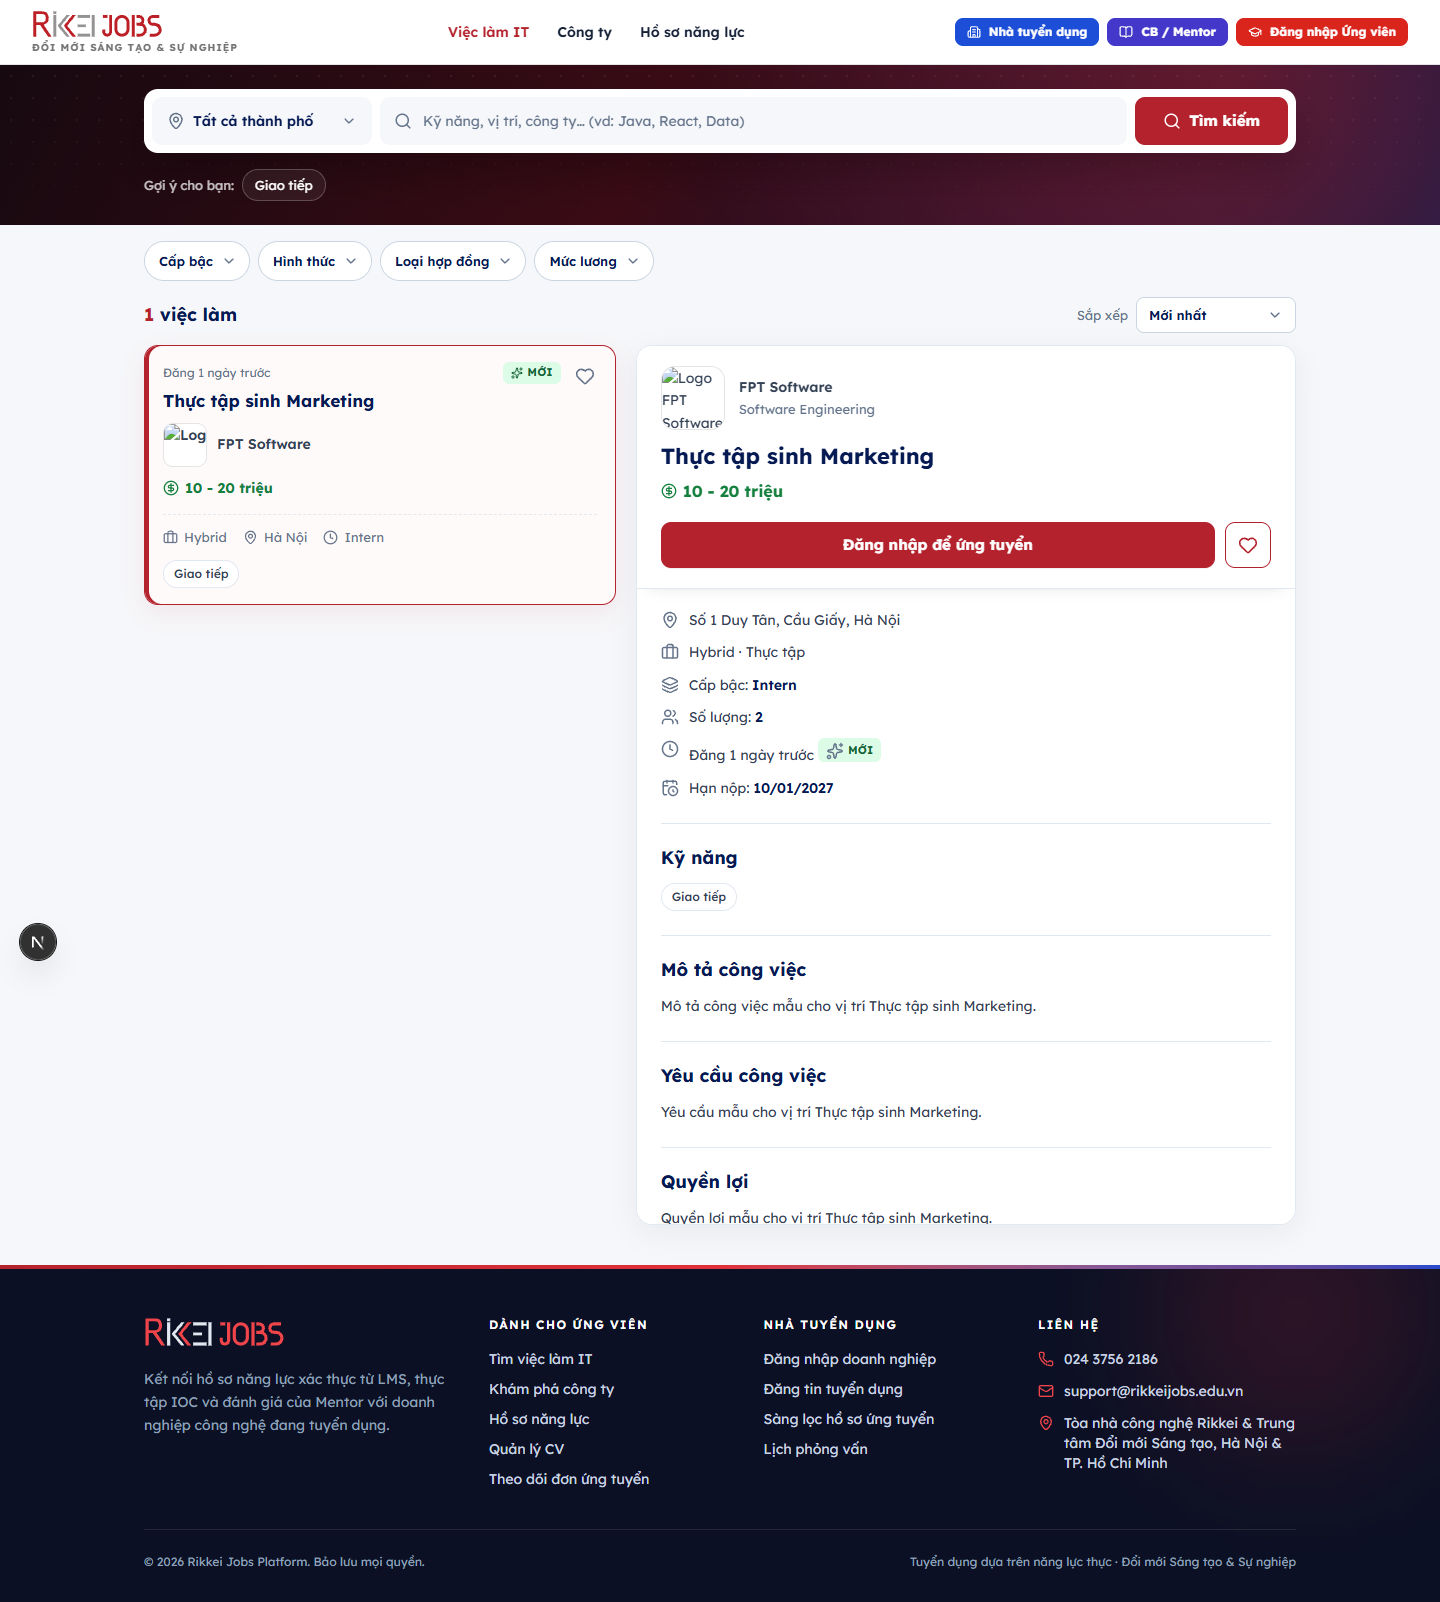 RIKKEI JOBS
ĐỔI MỚI SÁNG TẠO & SỰ NGHIỆP
Việc làm IT
Công ty
Hồ sơ năng lực
Nhà tuyển dụng
CB / Mentor
Đăng nhập Ứng viên
Tất cả thành phố
Kỹ năng, vị trí, công ty... (vd: Java, React, Data)
Tìm kiếm
Gợi ý cho bạn:
Giao tiếp
Cấp bậc
Hình thức
Loại hợp đồng
Mức lương
1 việc làm
Sắp xếp
Mới nhất
Đăng 1 ngày trước
MỚI
Thực tập sinh Marketing
Log
FPT Software
10 - 20 triệu
Hybrid
Hà Nội
Intern
Giao tiếp
Logo
FPT
Software
FPT Software
Software Engineering
Thực tập sinh Marketing
10 - 20 triệu
Đăng nhập để ứng tuyển
Số 1 Duy Tân, Cầu Giấy, Hà Nội
Hybrid · Thực tập
Cấp bậc: Intern
Số lượng: 2
Đăng 1 ngày trước MỚI
Hạn nộp: 10/01/2027
Kỹ năng
Giao tiếp
Mô tả công việc
Mô tả công việc mẫu cho vị trí Thực tập sinh Marketing.
Yêu cầu công việc
Yêu cầu mẫu cho vị trí Thực tập sinh Marketing.
Quyền lợi
Quyền lợi mẫu cho vị trí Thực tập sinh Marketing.
N
RIKKEI JOBS
Kết nối hồ sơ năng lực xác thực từ LMS, thực
tập IOC và đánh giá của Mentor với doanh
nghiệp công nghệ đang tuyển dụng.
DÀNH CHO ỨNG VIÊN
Tìm việc làm IT
Khám phá công ty
Hồ sơ năng lực
Quản lý CV
Theo dõi đơn ứng tuyển
NHÀ TUYỂN DỤNG
Đăng nhập doanh nghiệp
Đăng tin tuyển dụng
Sàng lọc hồ sơ ứng tuyển
Lịch phỏng vấn
LIÊN HỆ
024 3756 2186
support@rikkeijobs.edu.vn
Tòa nhà công nghệ Rikkei & Trung
tâm Đổi mới Sáng tạo, Hà Nội &
TP. Hồ Chí Minh
© 2026 Rikkei Jobs Platform. Bảo lưu mọi quyền.
Tuyển dụng dựa trên năng lực thực · Đổi mới Sáng tạo & Sự nghiệp